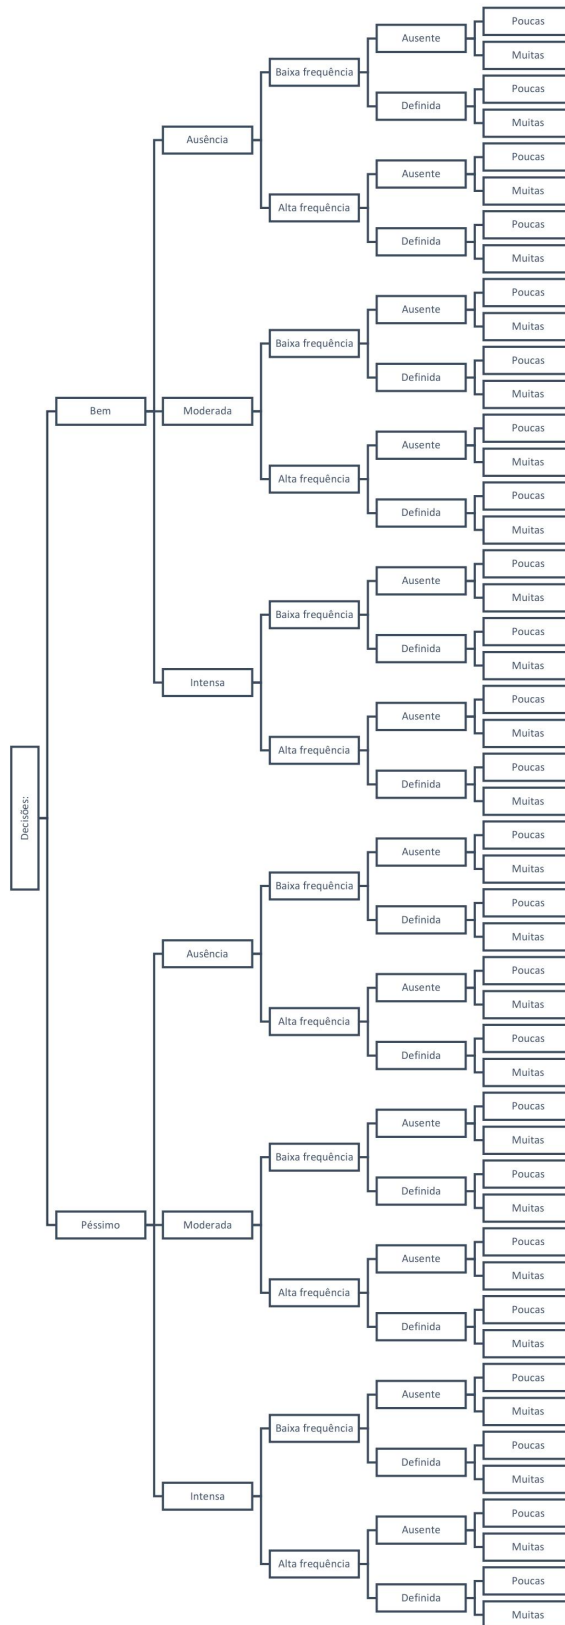 Decisões:
Bem
Ausência
Baixa frequência
Ausente
Poucas
Muitas
Definida
Poucas
Muitas
Alta frequência
Ausente
Poucas
Muitas
Definida
Poucas
Muitas
Moderada
Baixa frequência
Ausente
Poucas
Muitas
Definida
Poucas
Muitas
Alta frequência
Ausente
Poucas
Muitas
Definida
Poucas
Muitas
Intensa
Baixa frequência
Ausente
Poucas
Muitas
Definida
Poucas
Muitas
Alta frequência
Ausente
Poucas
Muitas
Definida
Poucas
Muitas
Péssimo
Ausência
Baixa frequência
Ausente
Poucas
Muitas
Definida
Poucas
Muitas
Alta frequência
Ausente
Poucas
Muitas
Definida
Poucas
Muitas
Moderada
Baixa frequência
Ausente
Poucas
Muitas
Definida
Poucas
Muitas
Alta frequência
Ausente
Poucas
Muitas
Definida
Poucas
Muitas
Intensa
Baixa frequência
Ausente
Poucas
Muitas
Definida
Poucas
Muitas
Alta frequência
Ausente
Poucas
Muitas
Definida
Poucas
Muitas